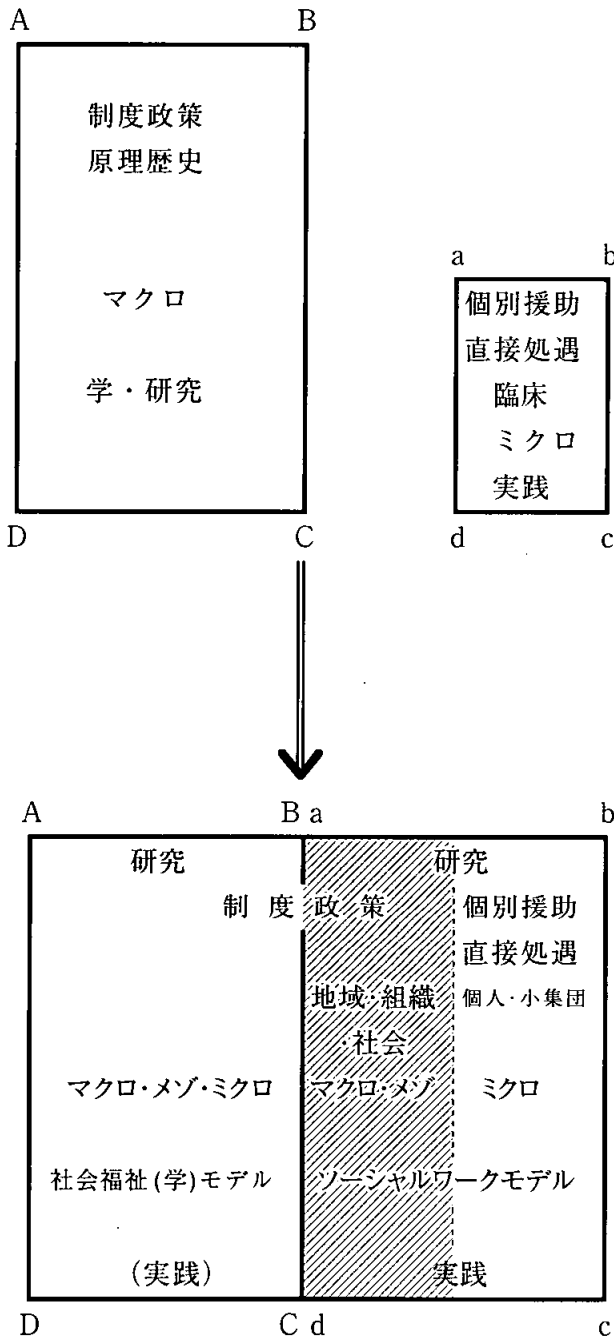 A B
制度政策
原理歴史
マクロ
学・研究
D C
a b
個別援助
直接処遇
臨床
ミクロ
実践
d c
A B a b
研究 研究
制度政策 個別援助
直接処遇
地域・組織 個人・小集団
・社会
マクロ・メゾ・ミクロ マクロ・メゾ ミクロ
社会福祉(学)モデル ソーシャルワークモデル
(実践) 実践
D C d c